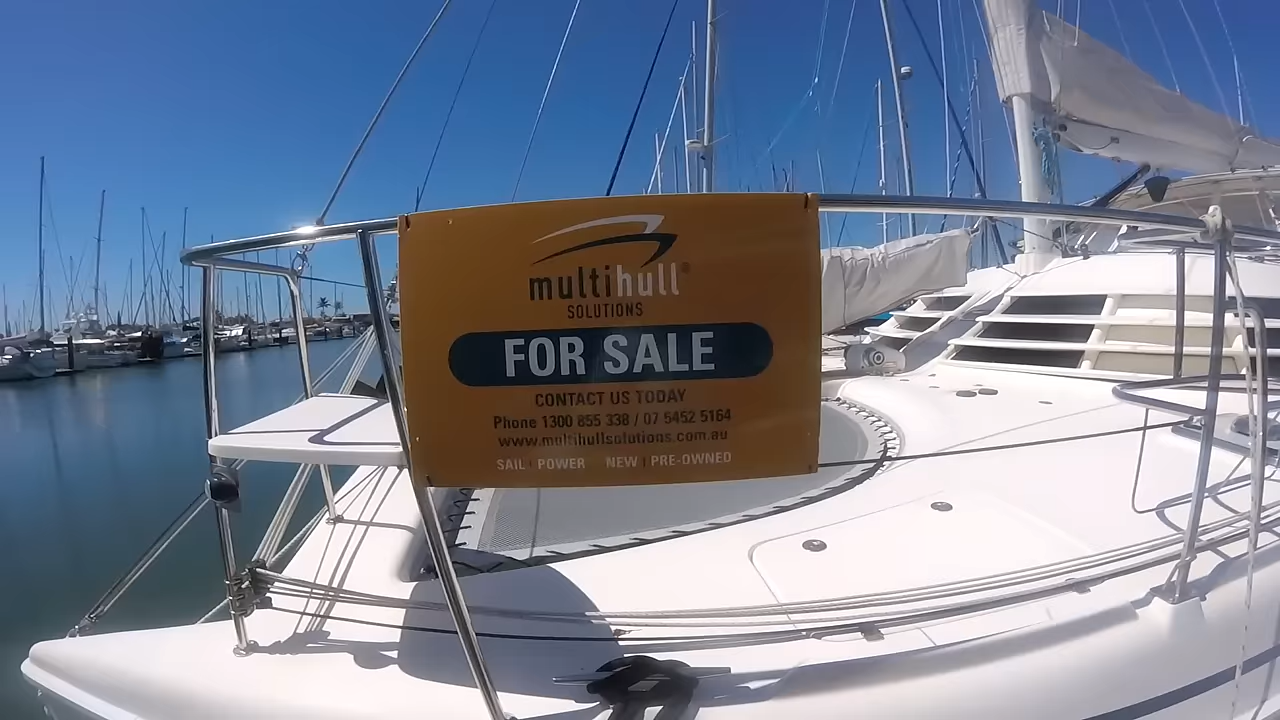 multihull®
SOLUTIONS
FOR SALE
CONTACT US TODAY
Phone 1300 855 338 / 07 5452 5164
www.multihullsolutions.com.au
SAIL | POWER NEW | PRE-OWNED